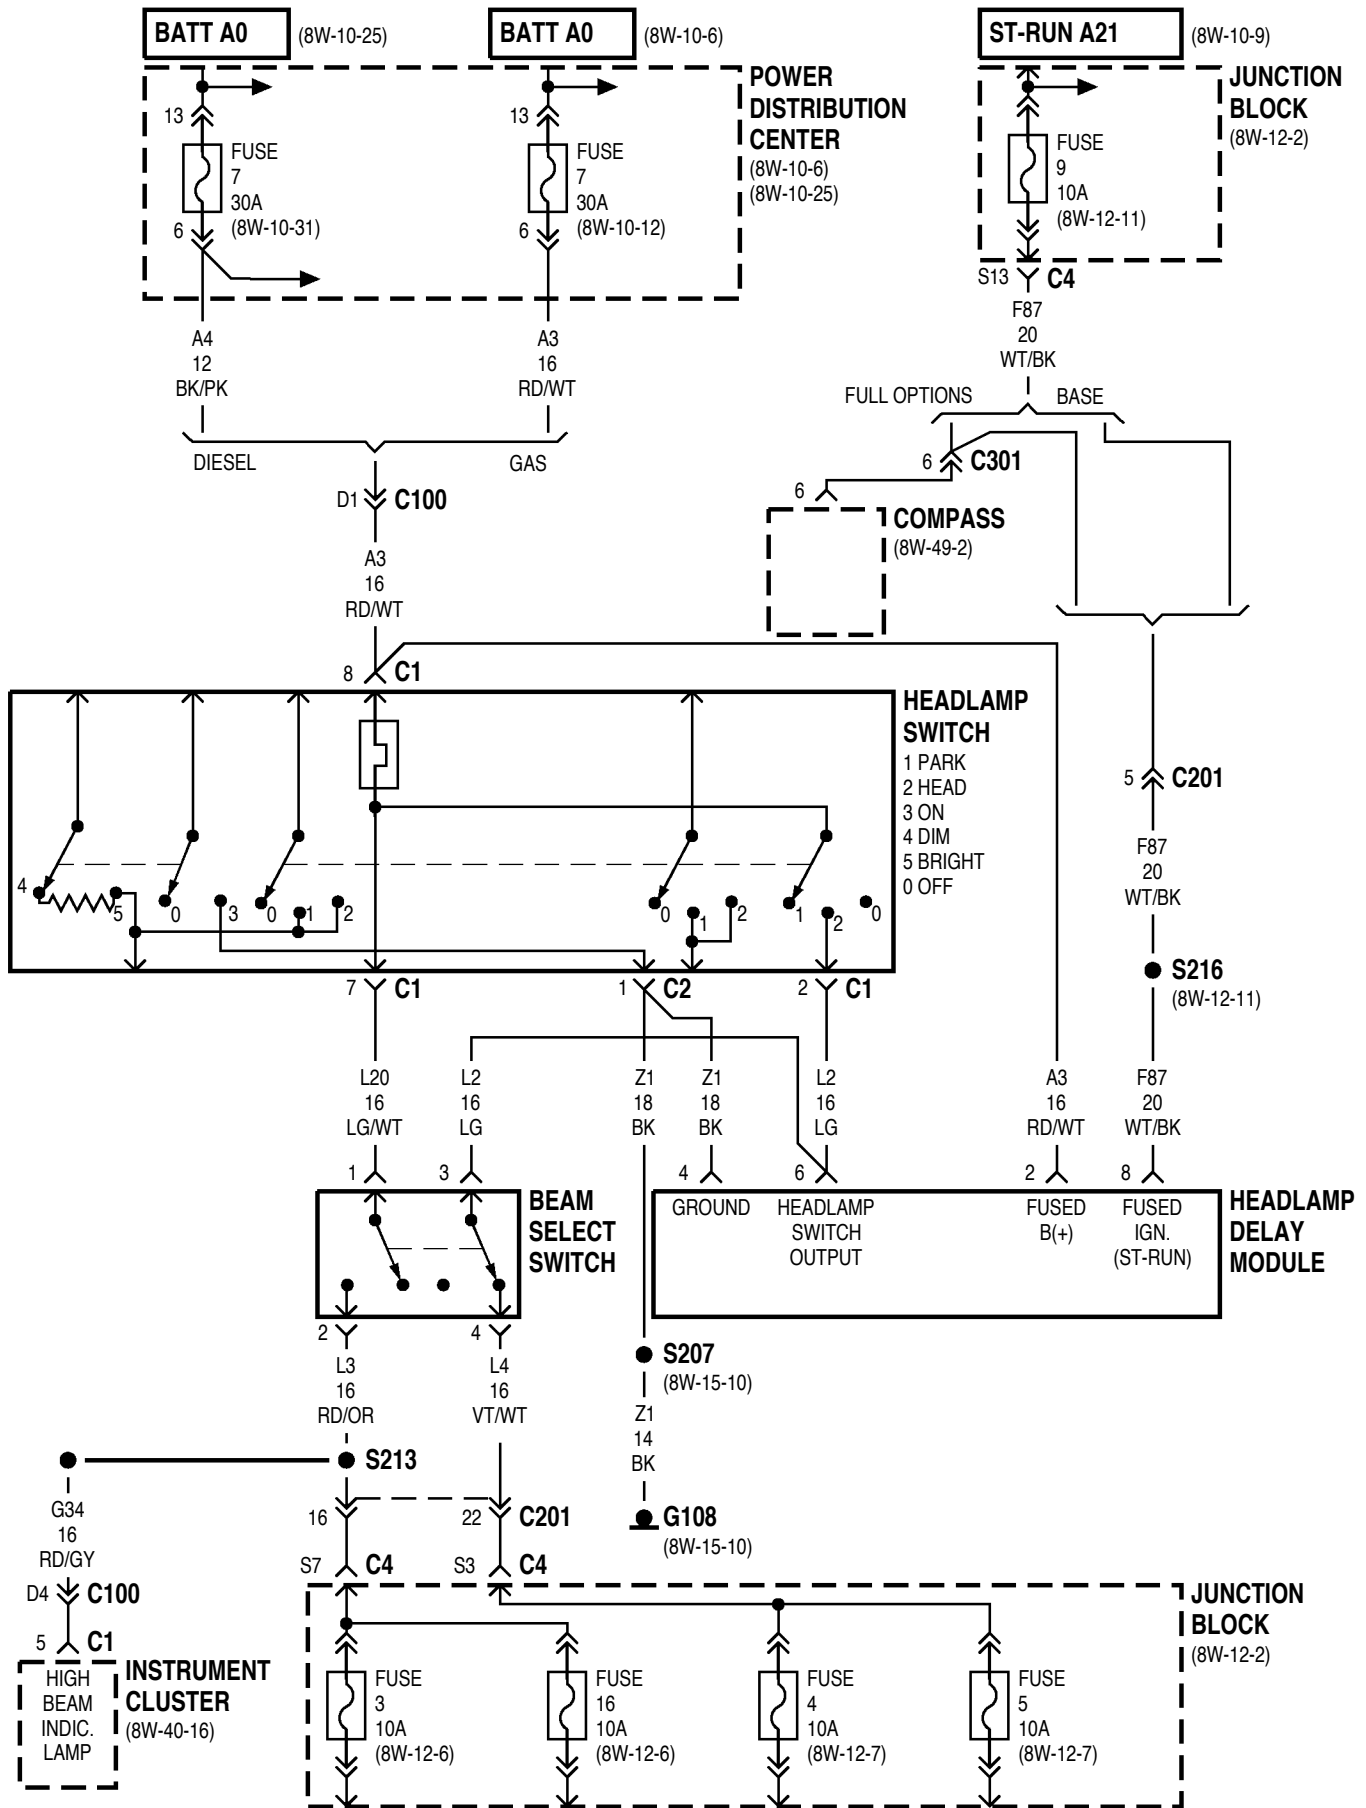 BATT A0
(8W-10-25)
BATT A0
(8W-10-6)
ST-RUN A21
(8W-10-9)
POWER
DISTRIBUTION
CENTER
(8W-10-6)
(8W-10-25)
JUNCTION
BLOCK
(8W-12-2)
13
FUSE
7
30A
(8W-10-31)
6
13
FUSE
7
30A
(8W-10-12)
6
FUSE
9
10A
(8W-12-11)
S13
C4
F87
20
WT/BK
A4
12
BK/PK
A3
16
RD/WT
DIESEL
GAS
FULL OPTIONS
BASE
6
C301
6
COMPASS
(8W-49-2)
D1
C100
A3
16
RD/WT
8
C1
HEADLAMP
SWITCH
1 PARK
2 HEAD
3 ON
4 DIM
5 BRIGHT
0 OFF
4
5
0
3
0
1
2
0
1
2
1
2
0
5
C201
F87
20
WT/BK
S216
(8W-12-11)
7
C1
1
C2
2
C1
L20
16
LG/WT
L2
16
LG
Z1
18
BK
Z1
18
BK
L2
16
LG
A3
16
RD/WT
F87
20
WT/BK
1
3
4
6
2
8
BEAM
SELECT
SWITCH
GROUND
HEADLAMP
SWITCH
OUTPUT
FUSED
B(+)
FUSED
IGN.
(ST-RUN)
HEADLAMP
DELAY
MODULE
2
4
L3
16
RD/OR
L4
16
VT/WT
S207
(8W-15-10)
Z1
14
BK
G108
(8W-15-10)
S213
G34
16
RD/GY
16
22
C201
S7
C4
S3
C4
D4
C100
5
C1
HIGH
BEAM
INDIC.
LAMP
INSTRUMENT
CLUSTER
(8W-40-16)
JUNCTION
BLOCK
(8W-12-2)
FUSE
3
10A
(8W-12-6)
FUSE
16
10A
(8W-12-6)
FUSE
4
10A
(8W-12-7)
FUSE
5
10A
(8W-12-7)